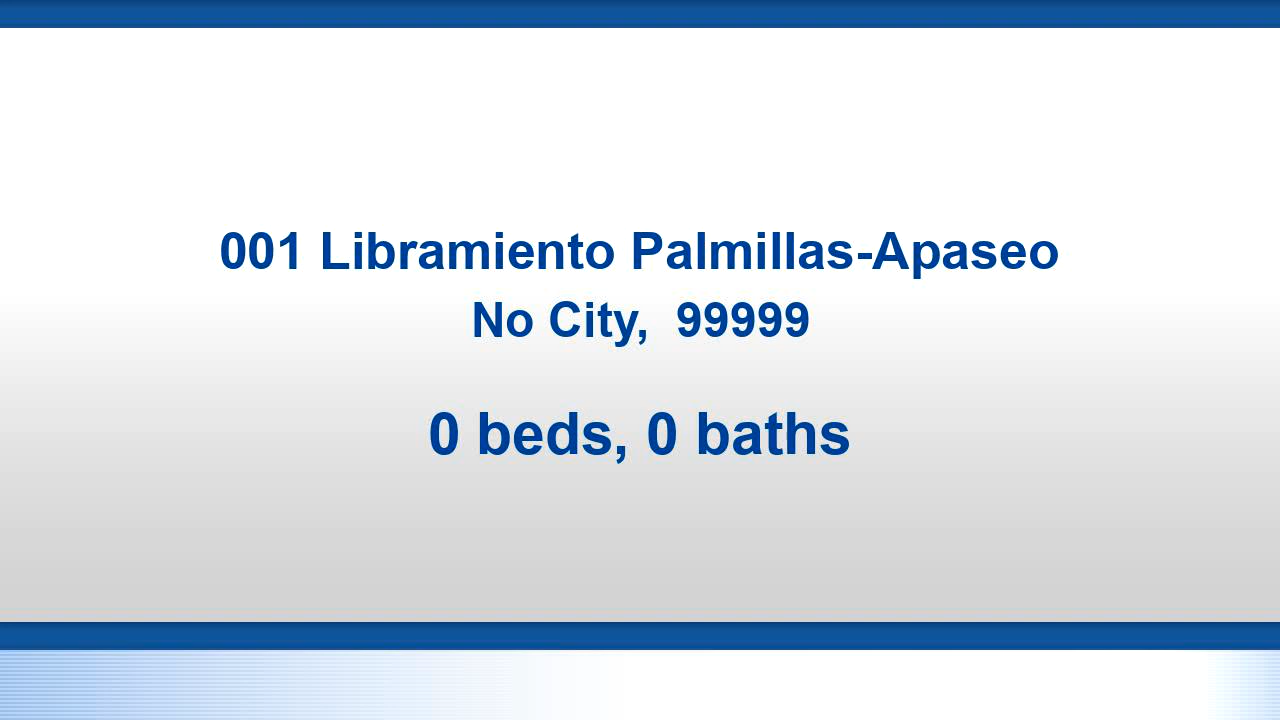 001 Libramiento Palmillas-Apaseo
No City,  99999
0 beds, 0 baths